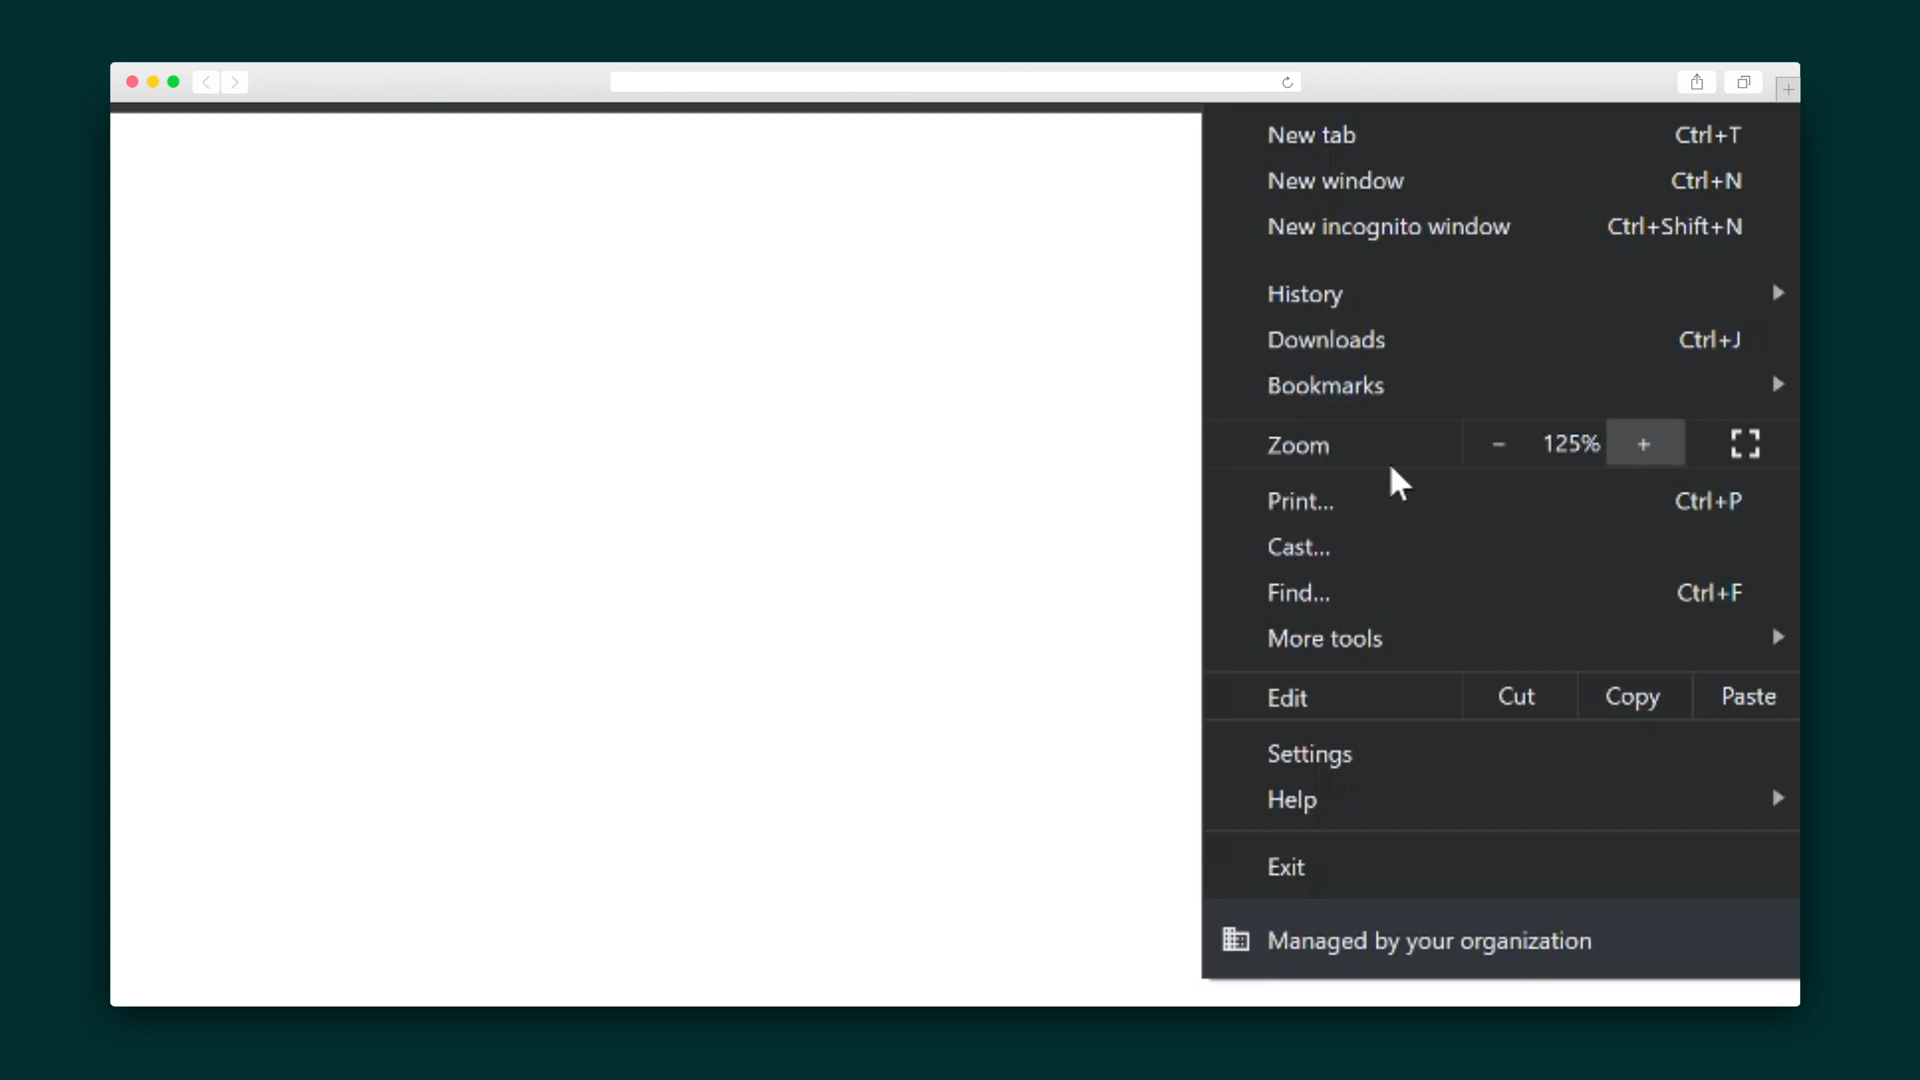 New tab Ctrl+T
New window Ctrl+N
New incognito window Ctrl+Shift+N
History
Downloads Ctrl+J
Bookmarks
Zoom − 125% +
Print... Ctrl+P
Cast...
Find... Ctrl+F
More tools
Edit Cut Copy Paste
Settings
Help
Exit
Managed by your organization